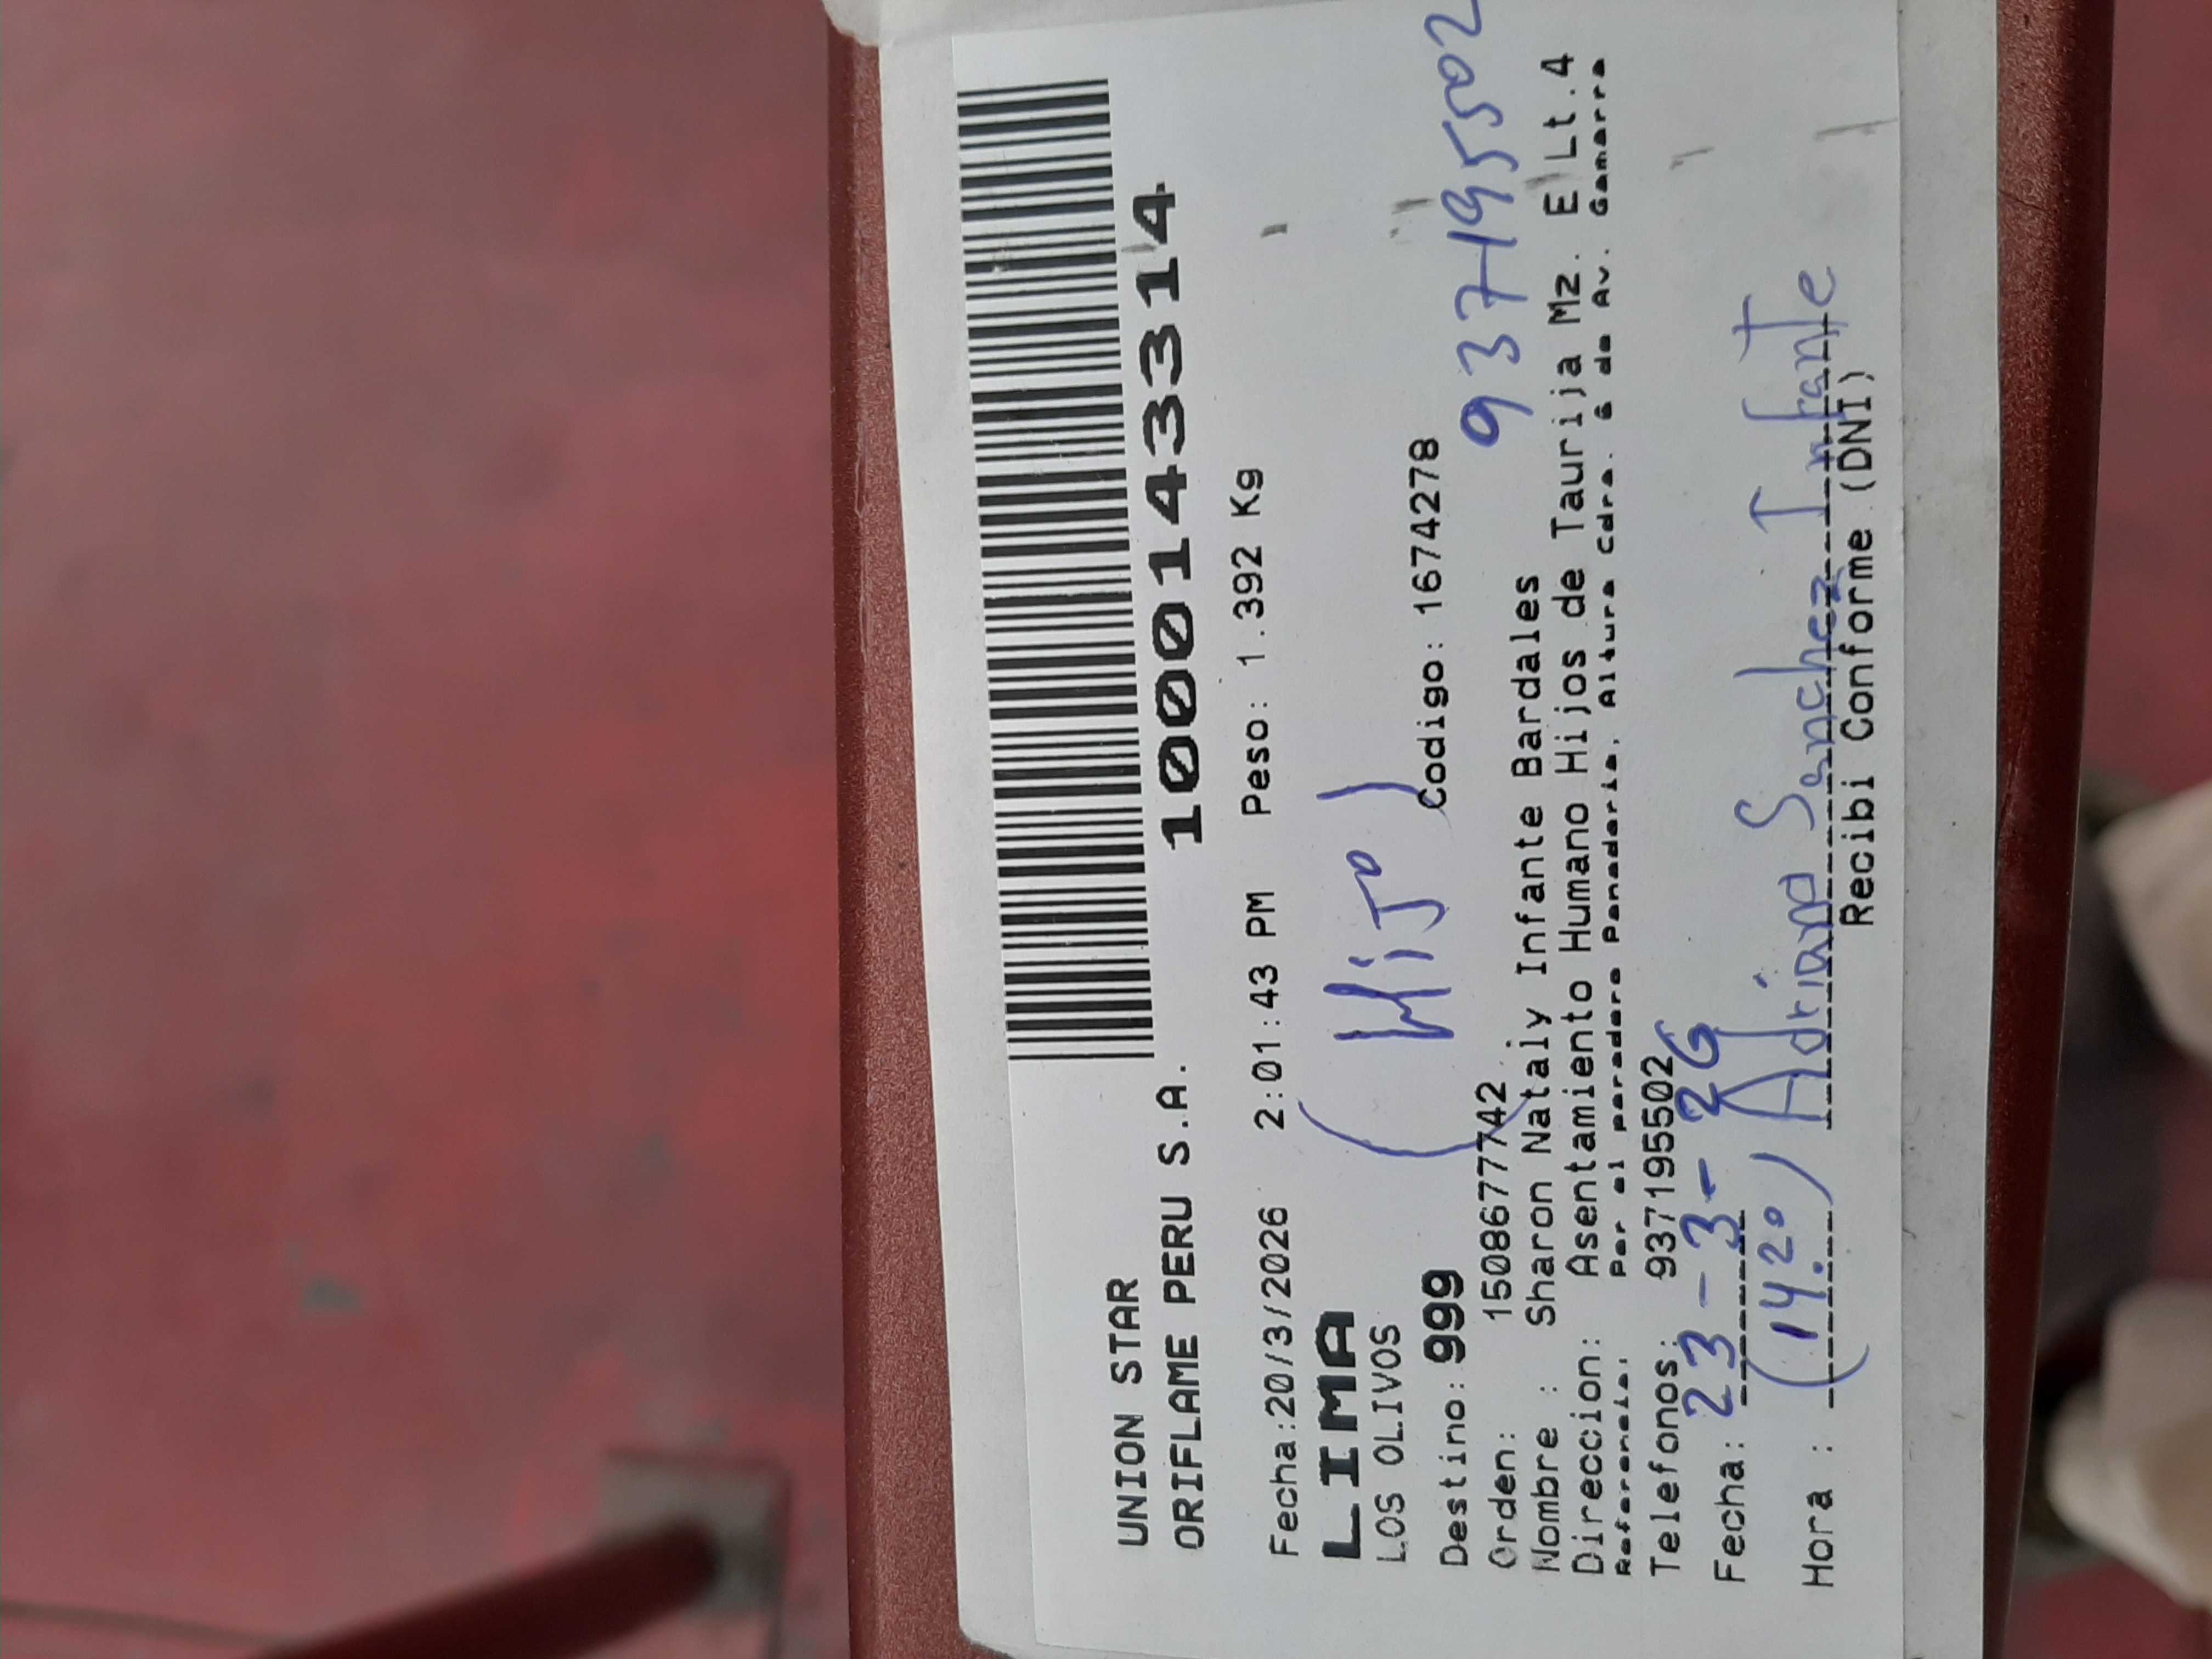 UNION STAR
ORIFLAME PERU S.A. 1000143314
Fecha:20/3/2026 2:01:43 PM Peso: 1.392 Kg
LIMA
LOS OLIVOS
( Hijo )
Destino: 999 Codigo: 1674278
Orden: 1508677742 937195502
Nombre : Sharon Nataly Infante Bardales
Direccion: Asentamiento Humano Hijos de Taurija Mz. E Lt.4
Referencia: Por el paradero Panaderia. Altura cdra. 6 de Av. Gamarra
Telefonos: 937195502
Fecha: 23-3-26
Hora : (14:20) Adriano Sanchez Infante
Recibi Conforme (DNI)